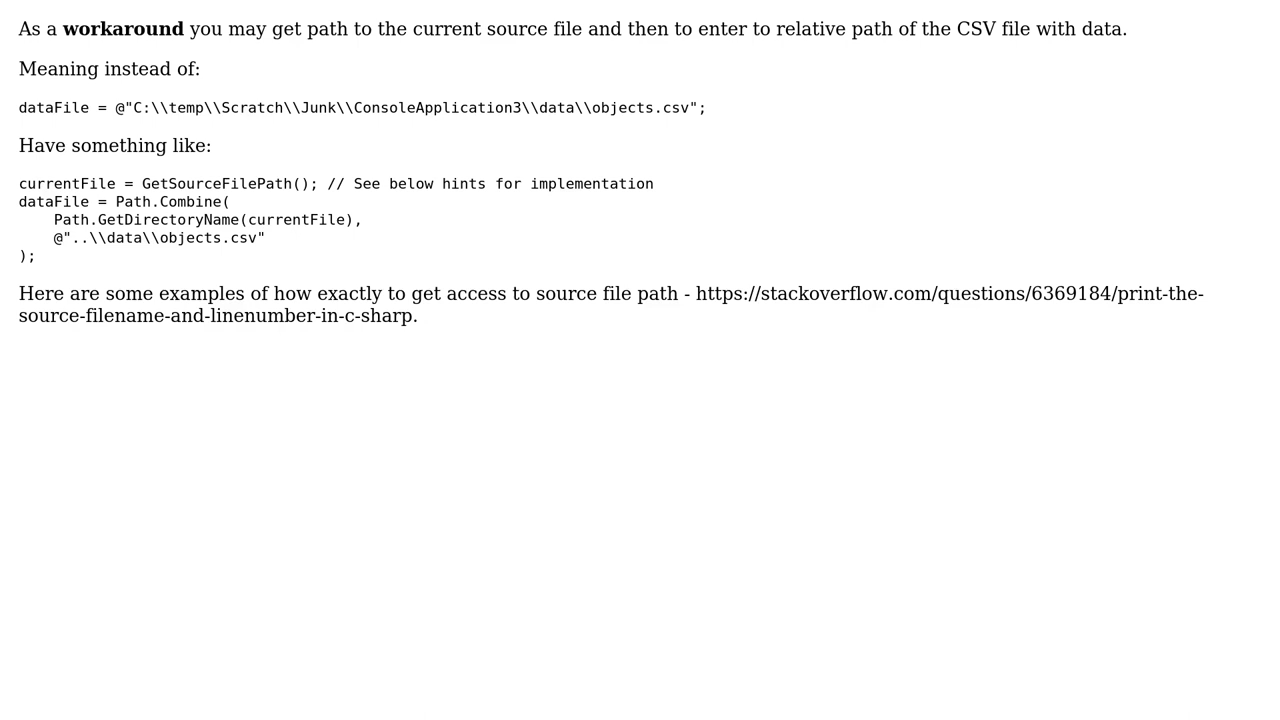 As a workaround you may get path to the current source file and then to enter to relative path of the CSV file with data.
Meaning instead of:
dataFile = @"C:\\temp\\Scratch\\Junk\\ConsoleApplication3\\data\\objects.csv";
Have something like:
currentFile = GetSourceFilePath(); // See below hints for implementation
dataFile = Path.Combine(
    Path.GetDirectoryName(currentFile),
    @"..\\data\\objects.csv"
);
Here are some examples of how exactly to get access to source file path - https://stackoverflow.com/questions/6369184/print-the-
source-filename-and-linenumber-in-c-sharp.